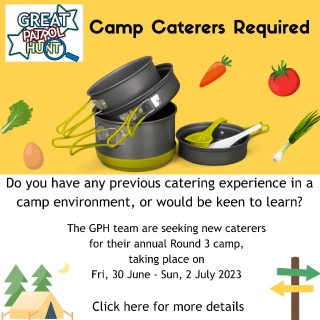 GREAT
PATROL
HUNT
Camp Caterers Required
Do you have any previous catering experience in a
camp environment, or would be keen to learn?
The GPH team are seeking new caterers
for their annual Round 3 camp,
taking place on
Fri, 30 June - Sun, 2 July 2023
Click here for more details